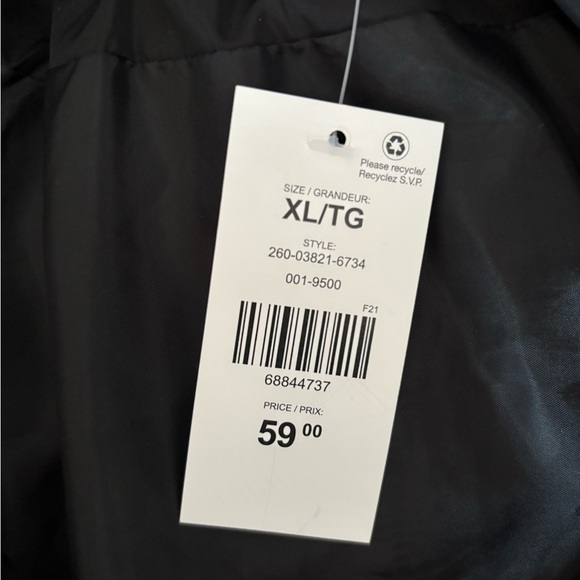 Please recycle/
Recyclez S.V.P.
SIZE / GRANDEUR:
XL/TG
STYLE:
260-03821-6734
001-9500
F21
68844737
PRICE / PRIX:
59 00